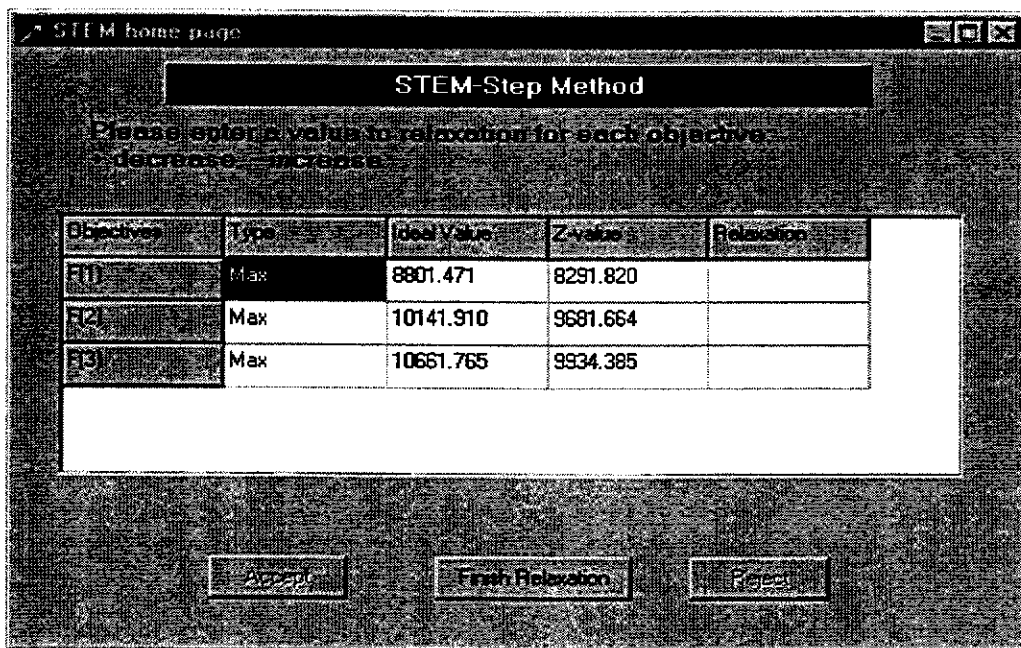 STEM home page
STEM-Step Method
Please enter a value to relaxation for each objective:
+ decrease, - increase
Objectives Type Ideal Value Z-value Relaxation
F(1) Max 8801.471 8291.820
F(2) Max 10141.910 9681.664
F(3) Max 10661.765 9934.385
Accept Finish Relaxation Reject